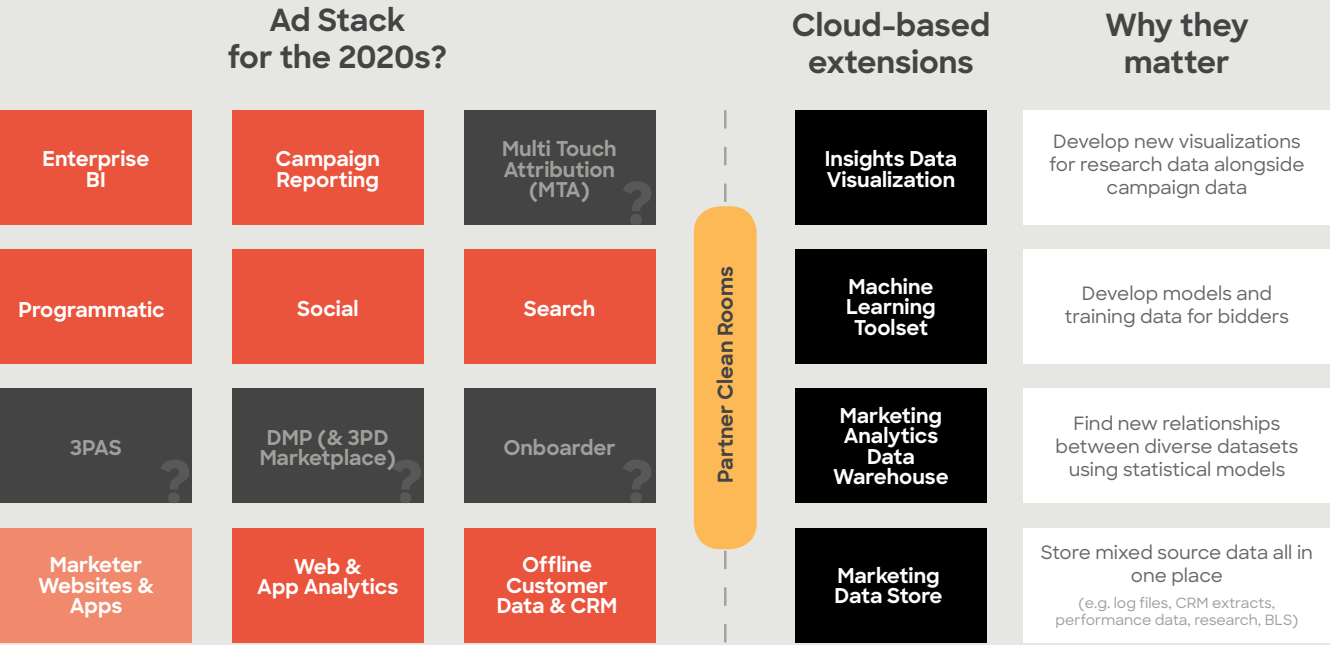 Ad Stack
for the 2020s?
Cloud-based
extensions
Why they
matter
Enterprise
BI
Campaign
Reporting
Multi Touch
Attribution
(MTA)
?
Insights Data
Visualization
Develop new visualizations
for research data alongside
campaign data
Programmatic
Social
Search
Partner Clean Rooms
Machine
Learning
Toolset
Develop models and
training data for bidders
3PAS
?
DMP (& 3PD
Marketplace)
?
Onboarder
?
Marketing
Analytics
Data
Warehouse
Find new relationships
between diverse datasets
using statistical models
Marketer
Websites &
Apps
Web &
App Analytics
Offline
Customer
Data & CRM
Marketing
Data Store
Store mixed source data all in
one place
(e.g. log files, CRM extracts,
performance data, research, BLS)